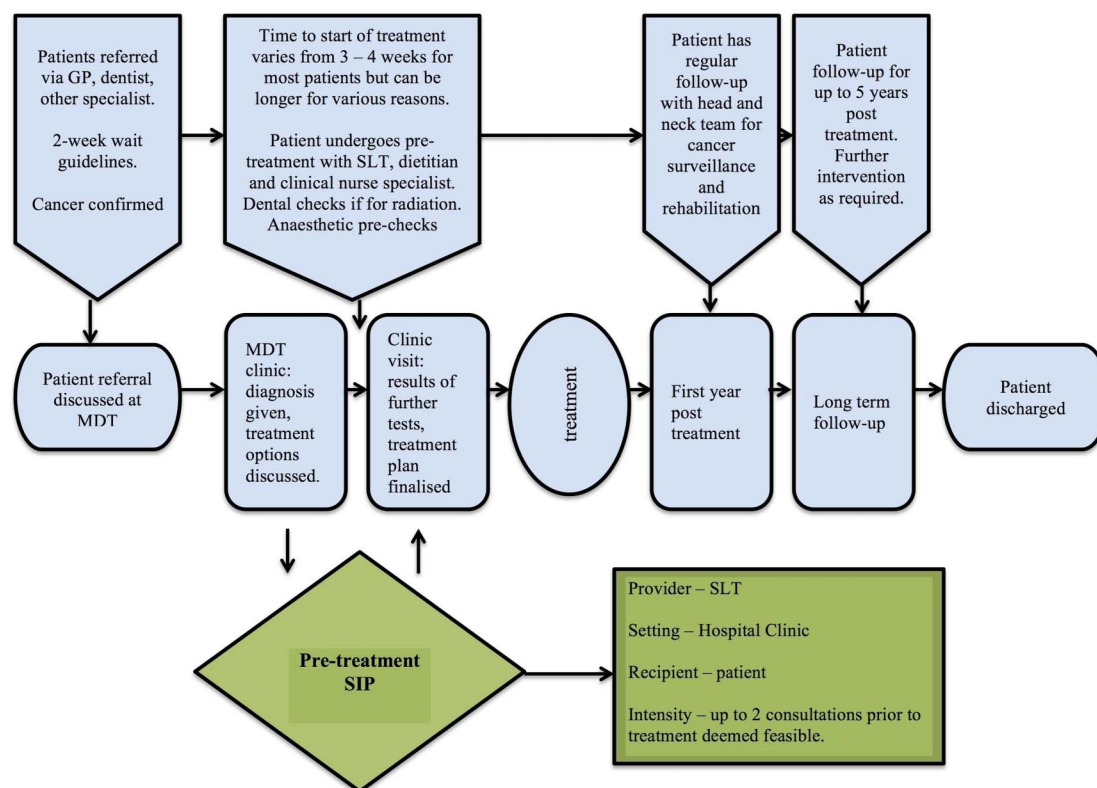 Patients referred
via GP, dentist,
other specialist.
2-week wait
guidelines.
Cancer confirmed
Time to start of treatment
varies from 3 – 4 weeks for
most patients but can be
longer for various reasons.
Patient undergoes pre-
treatment with SLT, dietitian
and clinical nurse specialist.
Dental checks if for radiation.
Anaesthetic pre-checks
Patient has
regular
follow-up
with head and
neck team for
cancer
surveillance
and
rehabilitation
Patient
follow-up for
up to 5 years
post
treatment.
Further
intervention
as required.
Patient referral
discussed at
MDT
MDT
clinic:
diagnosis
given,
treatment
options
discussed.
Clinic
visit:
results of
further
tests,
treatment
plan
finalised
treatment
First year
post
treatment
Long term
follow-up
Patient
discharged
Pre-treatment
SIP
Provider – SLT
Setting – Hospital Clinic
Recipient – patient
Intensity – up to 2 consultations prior to
treatment deemed feasible.